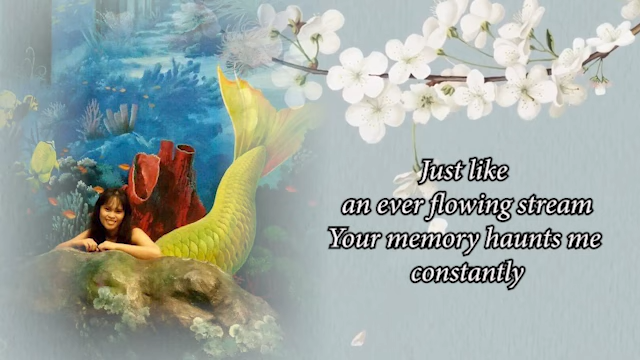 Just like
an ever flowing stream
Your memory haunts me
constantly